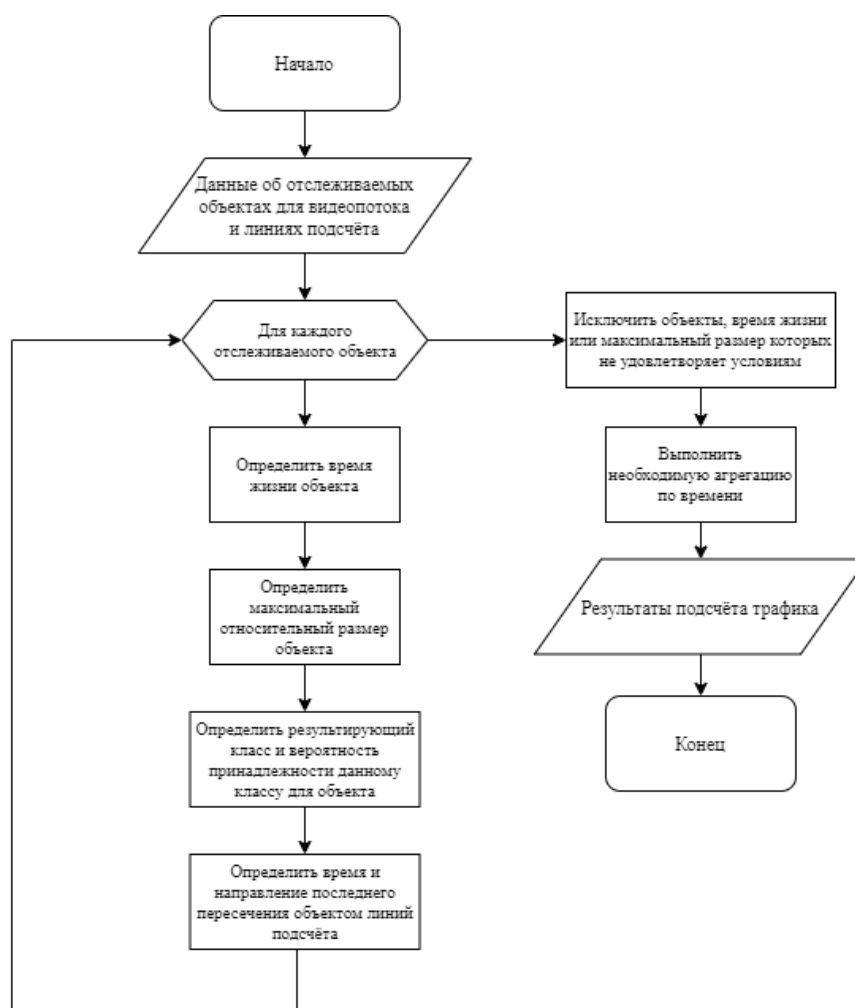 Начало
Данные об отслеживаемых
объектах для видеопотока
и линиях подсчёта
Для каждого
отслеживаемого объекта
Определить время
жизни объекта
Определить
максимальный
относительный размер
объекта
Определить результирующий
класс и вероятность
принадлежности данному
классу для объекта
Определить время и
направление последнего
пересечения объектом линий
подсчёта
Исключить объекты, время жизни
или максимальный размер которых
не удовлетворяет условиям
Выполнить
необходимую агрегацию
по времени
Результаты подсчёта трафика
Конец